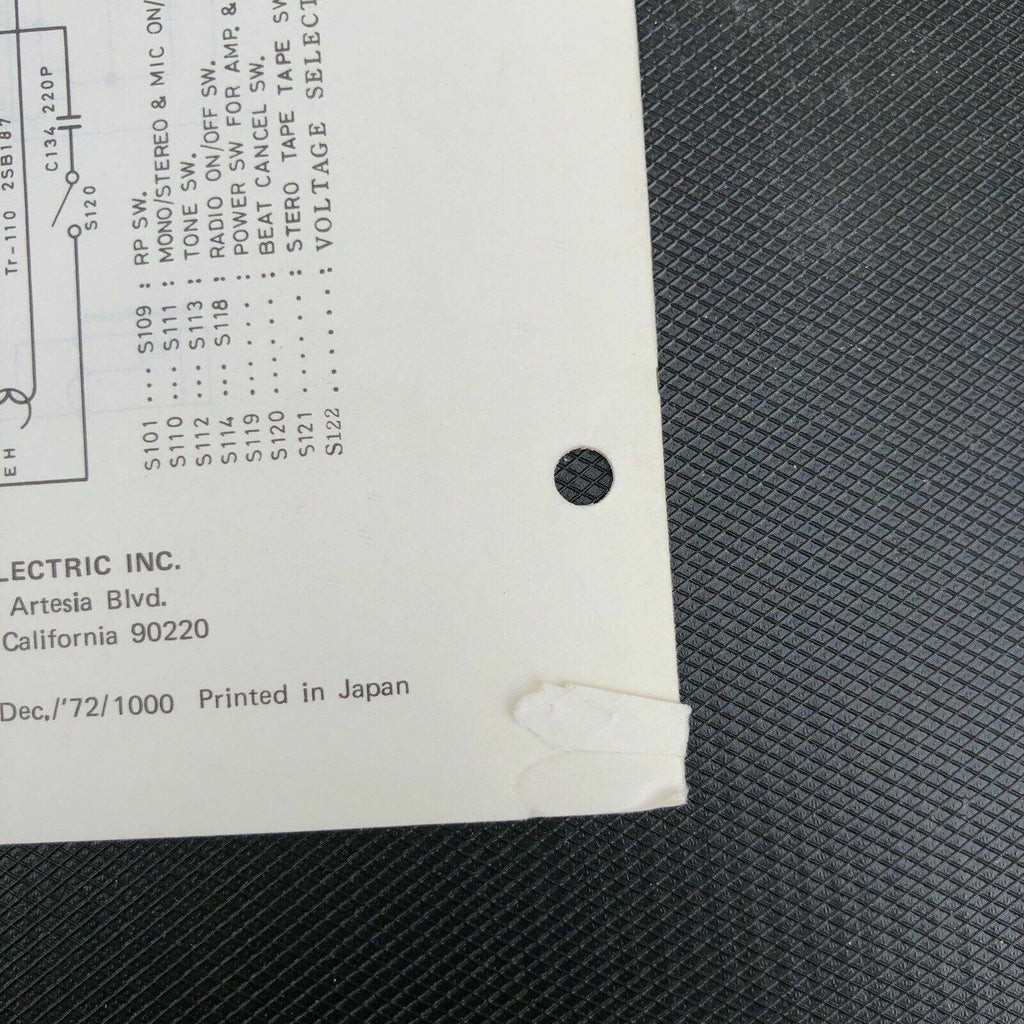 Tr-110 2SB187
C134 220P
S120
EH
S101 ... S109 : RP SW.
S110 ... S111 : MONO/STEREO & MIC ON/
S112 ... S113 : TONE SW.
S114 ... S118 : RADIO ON/OFF SW.
S119 ....... : POWER SW FOR AMP. &
S120 ....... : BEAT CANCEL SW.
S121 ...... : STERO TAPE TAPE SW
S122 ...... : VOLTAGE SELECT
LECTRIC INC.
Artesia Blvd.
California 90220
Dec./'72/1000 Printed in Japan